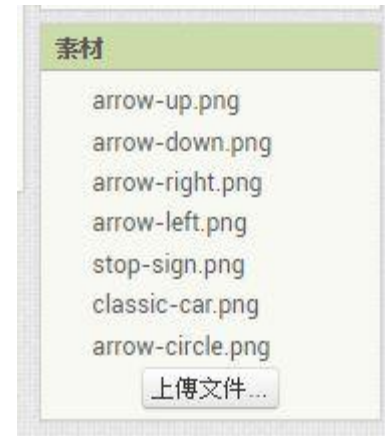 素材
arrow-up.png
arrow-down.png
arrow-right.png
arrow-left.png
stop-sign.png
classic-car.png
arrow-circle.png
上傳文件...